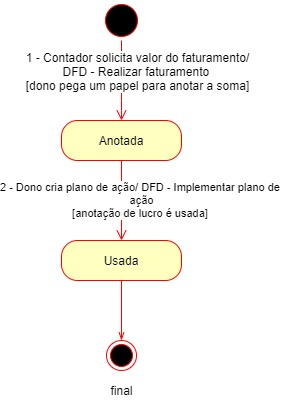 1 - Contador solicita valor do faturamento/
DFD - Realizar faturamento
[dono pega um papel para anotar a soma]
Anotada
2 - Dono cria plano de ação/ DFD - Implementar plano de
ação
[anotação de lucro é usada]
Usada
final